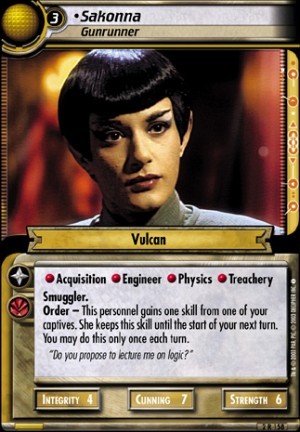 3
•Sakonna
Gunrunner
Vulcan
Acquisition Engineer Physics Treachery
Smuggler.
Order – This personnel gains one skill from one of
your captives. She keeps this skill until the start of your next turn.
You may do this only once each turn.
"Do you propose to lecture me on logic?"
Integrity 4 Cunning 7 Strength 6